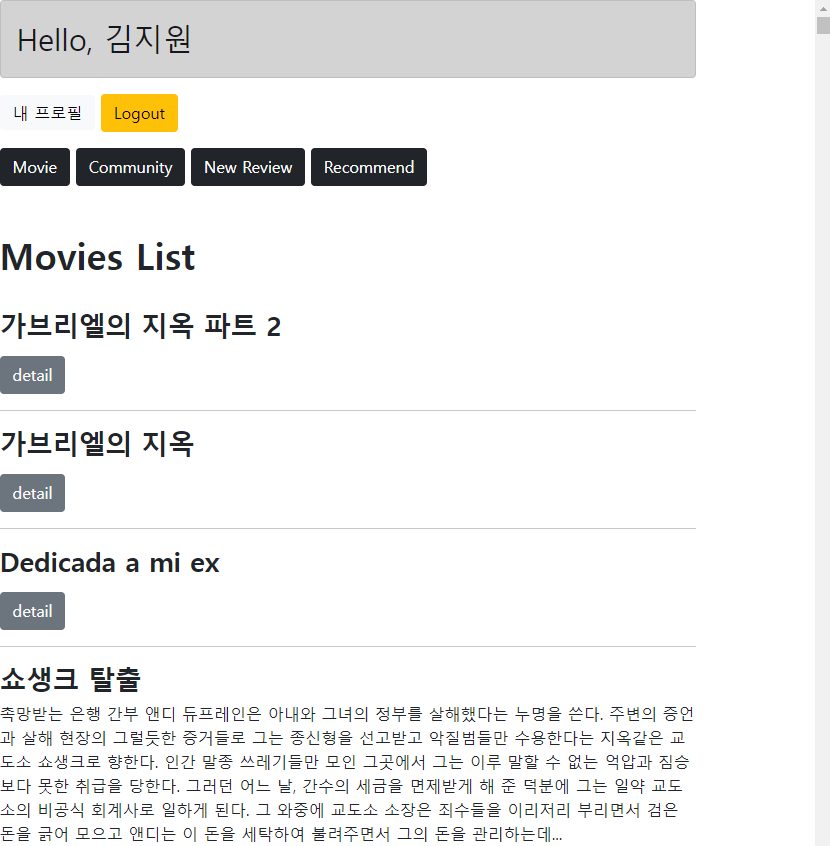 Hello, 김지원
내 프로필 Logout
Movie Community New Review Recommend
Movies List
가브리엘의 지옥 파트 2
detail
가브리엘의 지옥
detail
Dedicada a mi ex
detail
쇼생크 탈출
촉망받는 은행 간부 앤디 듀프레인은 아내와 그녀의 정부를 살해했다는 누명을 쓴다. 주변의 증언
과 살해 현장의 그럴듯한 증거들로 그는 종신형을 선고받고 악질범들만 수용한다는 지옥같은 교
도소 쇼생크로 향한다. 인간 말종 쓰레기들만 모인 그곳에서 그는 이루 말할 수 없는 억압과 짐승
보다 못한 취급을 당한다. 그러던 어느 날, 간수의 세금을 면제받게 해 준 덕분에 그는 일약 교도
소의 비공식 회계사로 일하게 된다. 그 와중에 교도소 소장은 죄수들을 이리저리 부리면서 검은
돈을 긁어 모으고 앤디는 이 돈을 세탁하여 불려주면서 그의 돈을 관리하는데...